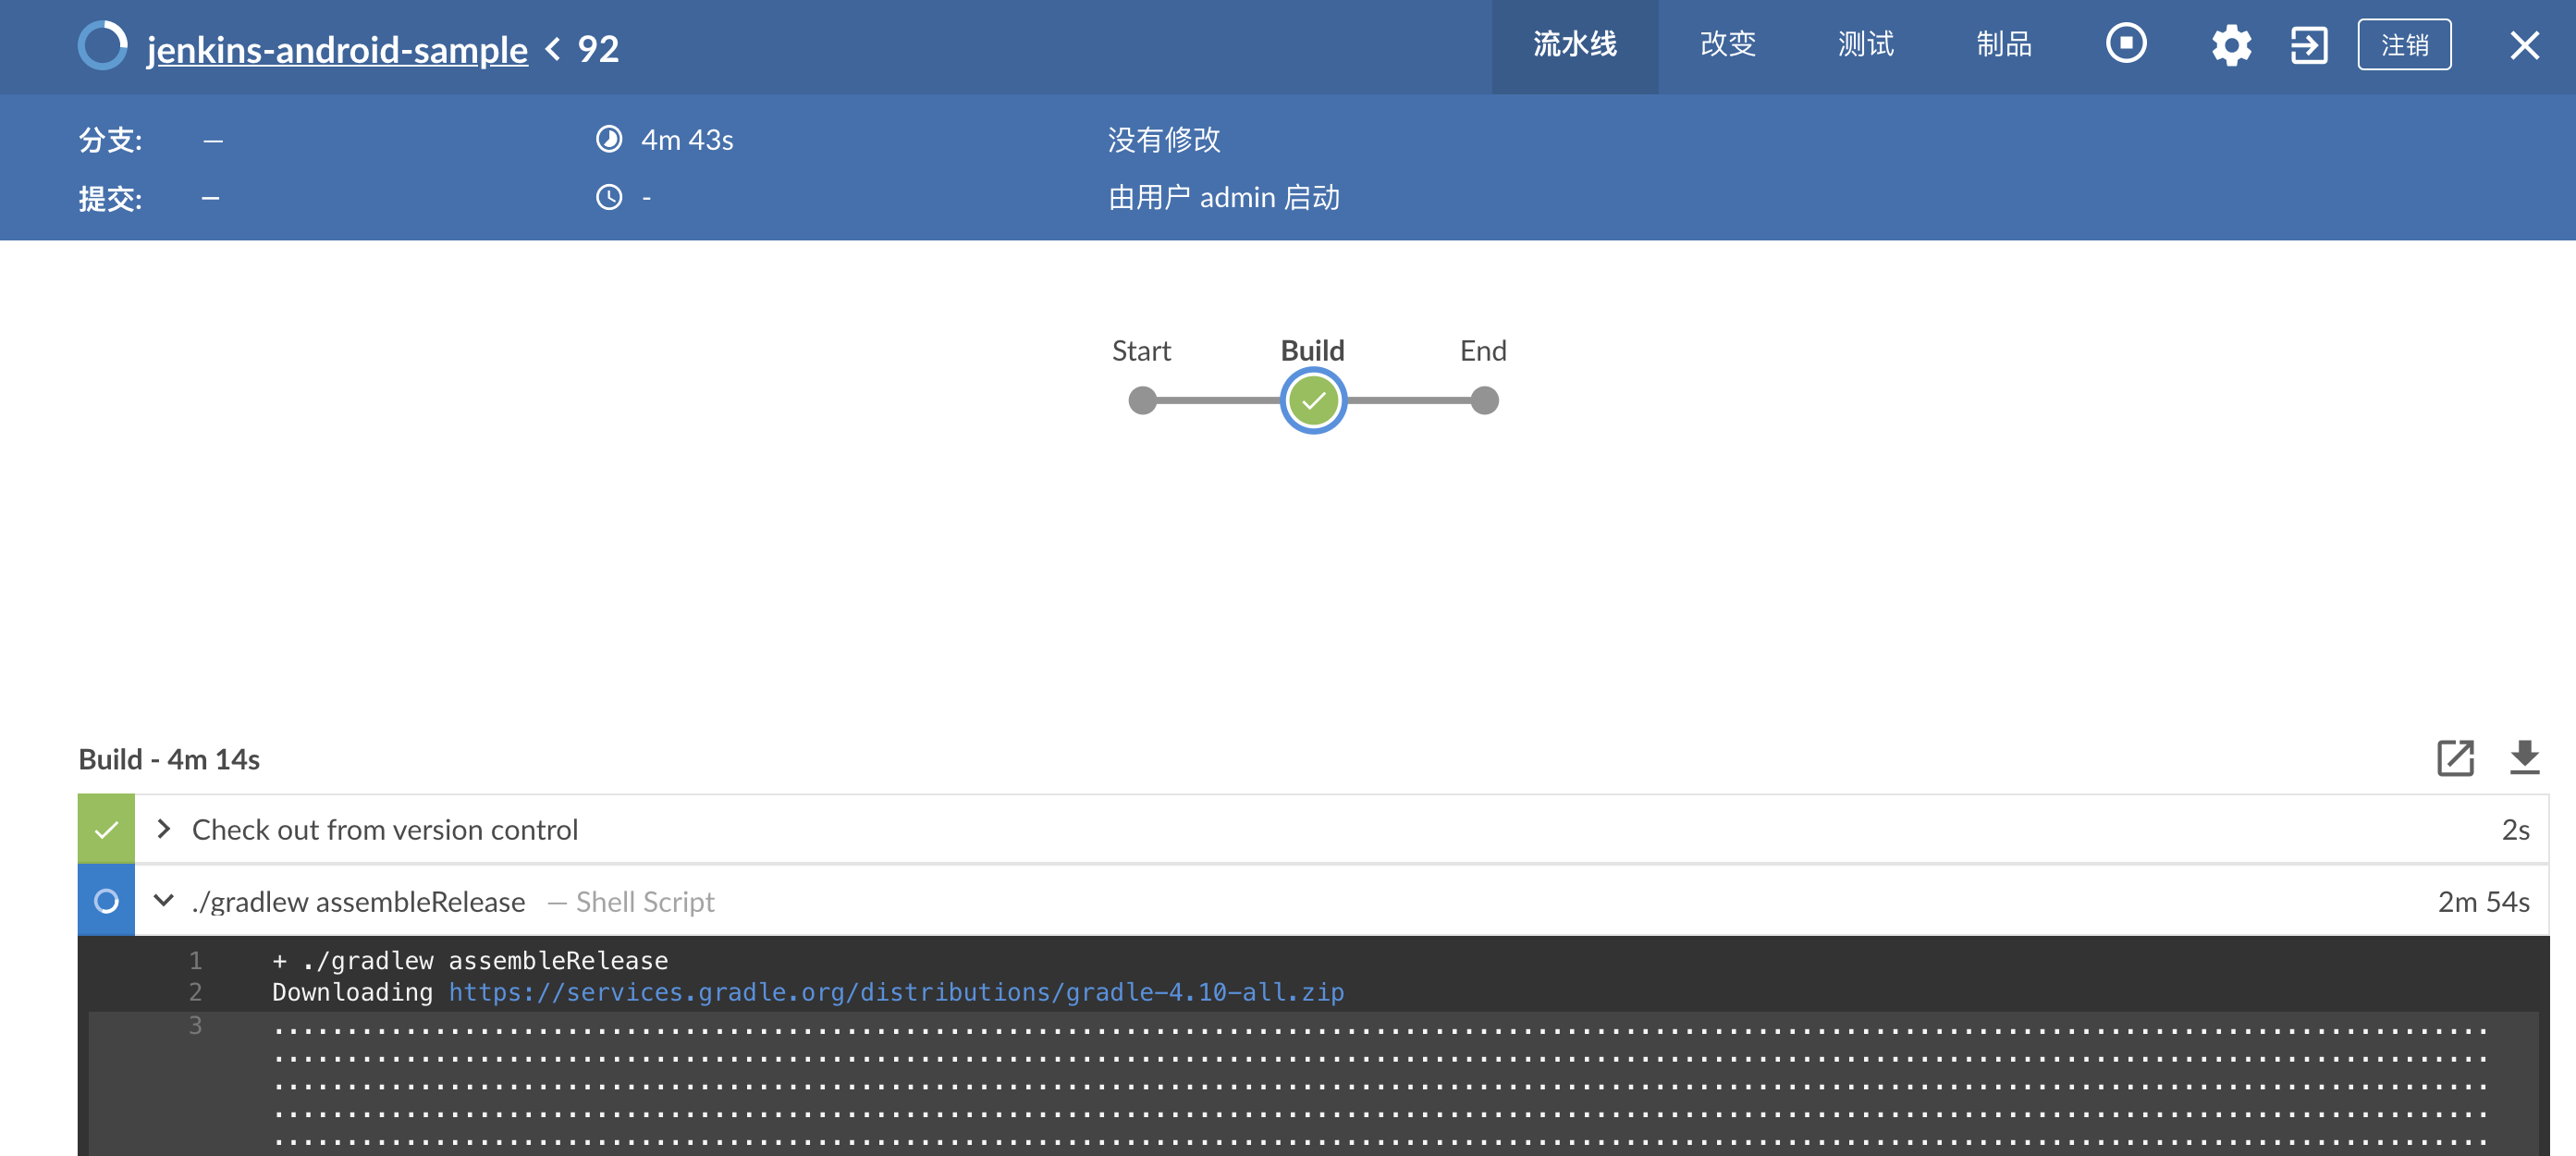 jenkins-android-sample < 92
流水线 改变 测试 制品 注销
分支: — 4m 43s 没有修改
提交: — - 由用户 admin 启动
Start Build End
Build - 4m 14s
Check out from version control 2s
./gradlew assembleRelease — Shell Script 2m 54s
1 + ./gradlew assembleRelease
2 Downloading https://services.gradle.org/distributions/gradle-4.10-all.zip
3 .......................................................................................................................................................
.......................................................................................................................................................
.......................................................................................................................................................
.......................................................................................................................................................
.......................................................................................................................................................